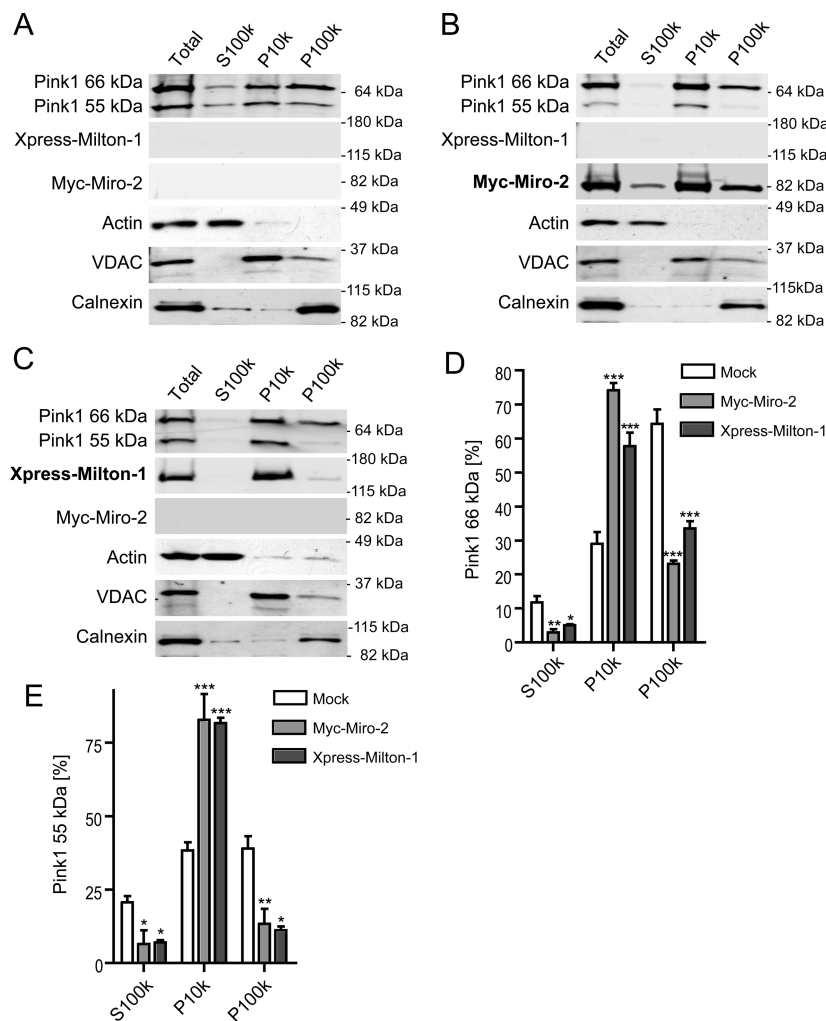 A
Total S100k P10k P100k
Pink1 66 kDa
- 64 kDa
Pink1 55 kDa
-180 kDa
Xpress-Milton-1
-115 kDa
Myc-Miro-2
- 82 kDa
- 49 kDa
Actin
- 37 kDa
VDAC
-115 kDa
Calnexin
- 82 kDa
B
Total S100k P10k P100k
Pink1 66 kDa
- 64 kDa
Pink1 55 kDa
-180 kDa
Xpress-Milton-1
-115 kDa
Myc-Miro-2
- 82 kDa
- 49 kDa
Actin
- 37 kDa
VDAC
-115kDa
Calnexin
- 82 kDa
C
Total S100k P10k P100k
Pink1 66 kDa
- 64 kDa
Pink1 55 kDa
-180 kDa
Xpress-Milton-1
-115 kDa
Myc-Miro-2
- 82 kDa
- 49 kDa
Actin
- 37 kDa
VDAC
-115 kDa
Calnexin
- 82 kDa
D
Pink1 66 kDa [%]
80
70
60
50
40
30
20
10
0
** *
*** ***
*** ***
S100k P10k P100k
Mock
Myc-Miro-2
Xpress-Milton-1
E
Pink1 55 kDa [%]
75
50
25
0
* *
*** ***
** *
S100k P10k P100k
Mock
Myc-Miro-2
Xpress-Milton-1